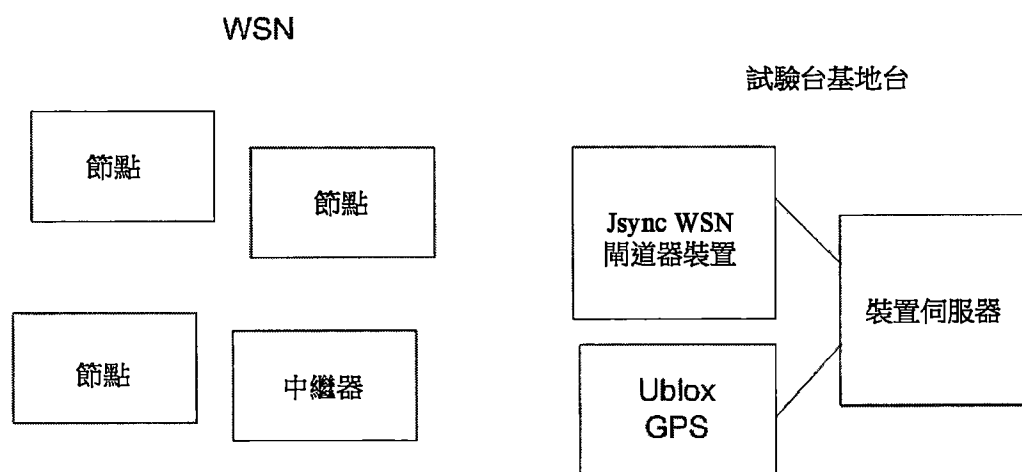 WSN
試驗台基地台
節點
節點
節點
中繼器
Jsync WSN
閘道器裝置
Ublox
GPS
裝置伺服器